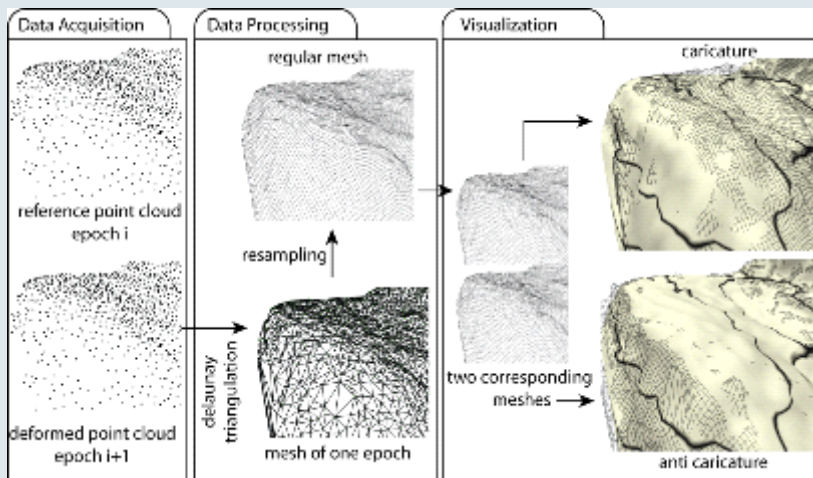 Data Acquisition
reference point cloud
epoch i
deformed point cloud
epoch i+1
Data Processing
regular mesh
resampling
delaunay
triangulation
mesh of one epoch
Visualization
caricature
two corresponding
meshes
anti caricature